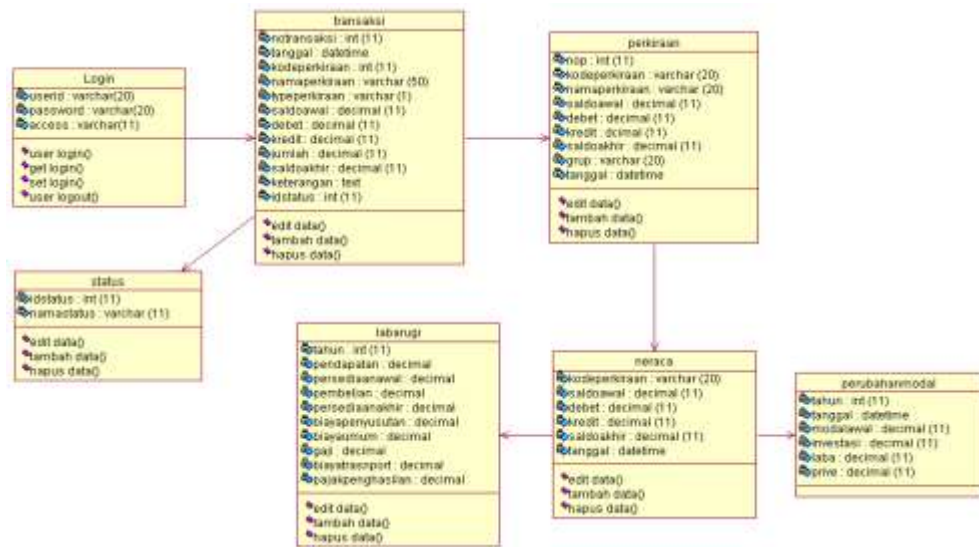 Login
userid : varchar(20)
password : varchar(20)
access : varchar(11)
user login()
get login()
set login()
user logout()
transaksi
notransaksi : int (11)
tanggal : datetime
kodeperkiraan : int (11)
namaperkiraan : varchar (50)
typeperkiraan : varchar (1)
saldoawal : decimal (11)
debet : decimal (11)
kredit : decimal (11)
jumlah : decimal (11)
saldoakhir : decimal (11)
keterangan : text
idstatus : int (11)
edit data()
tambah data()
hapus data()
perkiraan
nop : int (11)
kodeperkiraan : varchar (20)
namaperkiraan : varchar (20)
saldoawal : decimal (11)
debet : decimal (11)
kredit : dcimal (11)
saldoakhir : decimal (11)
grup : varchar (20)
tanggal : datetime
edit data()
tambah data()
hapus data()
status
idstatus : int (11)
namastatus : varchar (11)
edit data()
tambah data()
hapus data()
labarugi
tahun : int (11)
pendapatan : decimal
persediaanawal : decimal
pembelian : decimal
persediaanakhir : decimal
biayapenyusutan : decimal
biayaumum : decimal
gaji : decimal
biayatrasnport : decimal
pajakpenghasilan : decimal
edit data()
tambah data()
hapus data()
neraca
kodeperkiraan : varchar (20)
saldoawal : decimal (11)
debet : decimal (11)
kredit : decimal (11)
saldoakhir : decimal (11)
tanggal : datetime
edit data()
tambah data()
hapus data()
perubahanmodal
tahun : int (11)
tanggal : datetime
modalawal : decimal (11)
investasi : decimal (11)
laba : decimal (11)
prive : decimal (11)